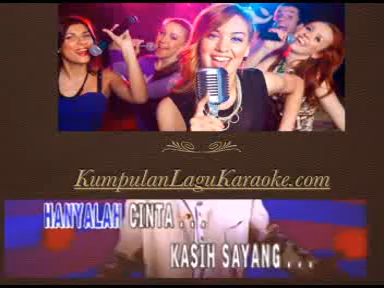 KumpulanLaguKaraoke.com
HANYALAH CINTA . . .
KASIH SAYANG . . .